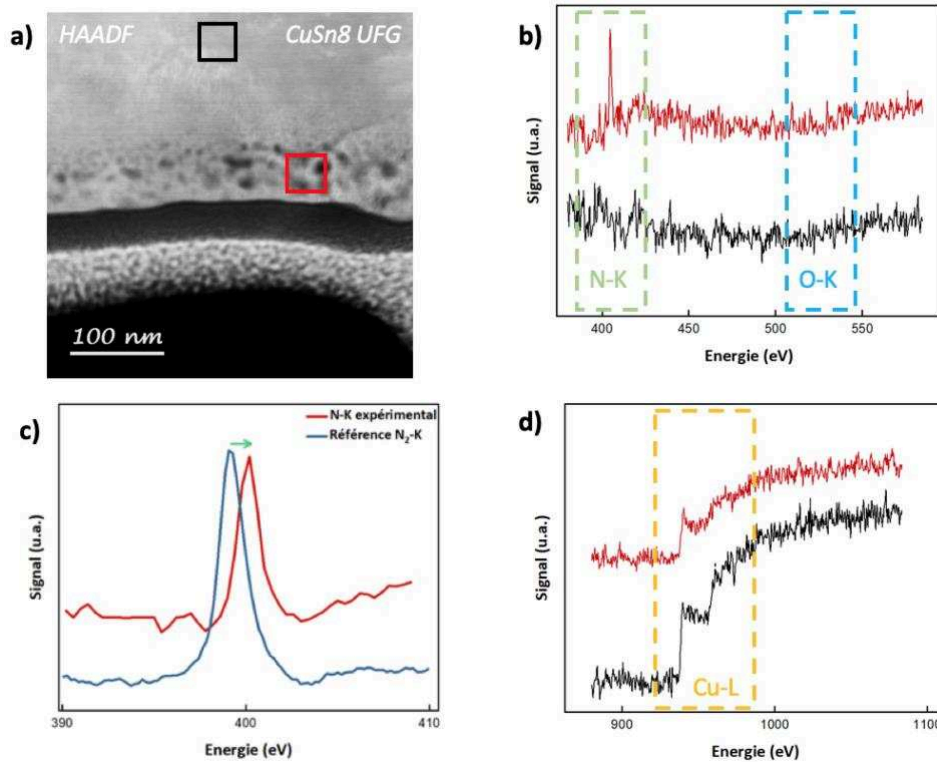 a)
HAADF
CuSn8 UFG
100 nm
b)
Signal (u.a.)
N-K
O-K
400
450
500
550
Energie (eV)
c)
N-K expérimental
Référence N₂-K
Signal (u.a.)
390
400
410
Energie (eV)
d)
Signal (u.a.)
Cu-L
900
1000
1100
Energie (eV)